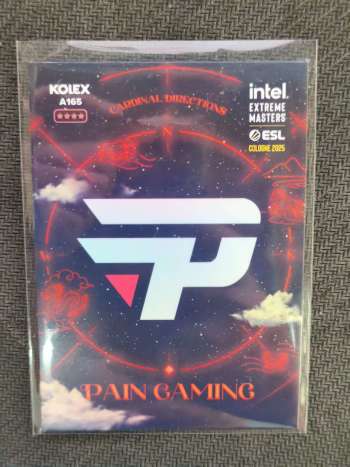 KOLEX
A165
CARDINAL DIRECTIONS
intel
EXTREME
MASTERS
ESL
COLOGNE 2025
N
PAIN GAMING